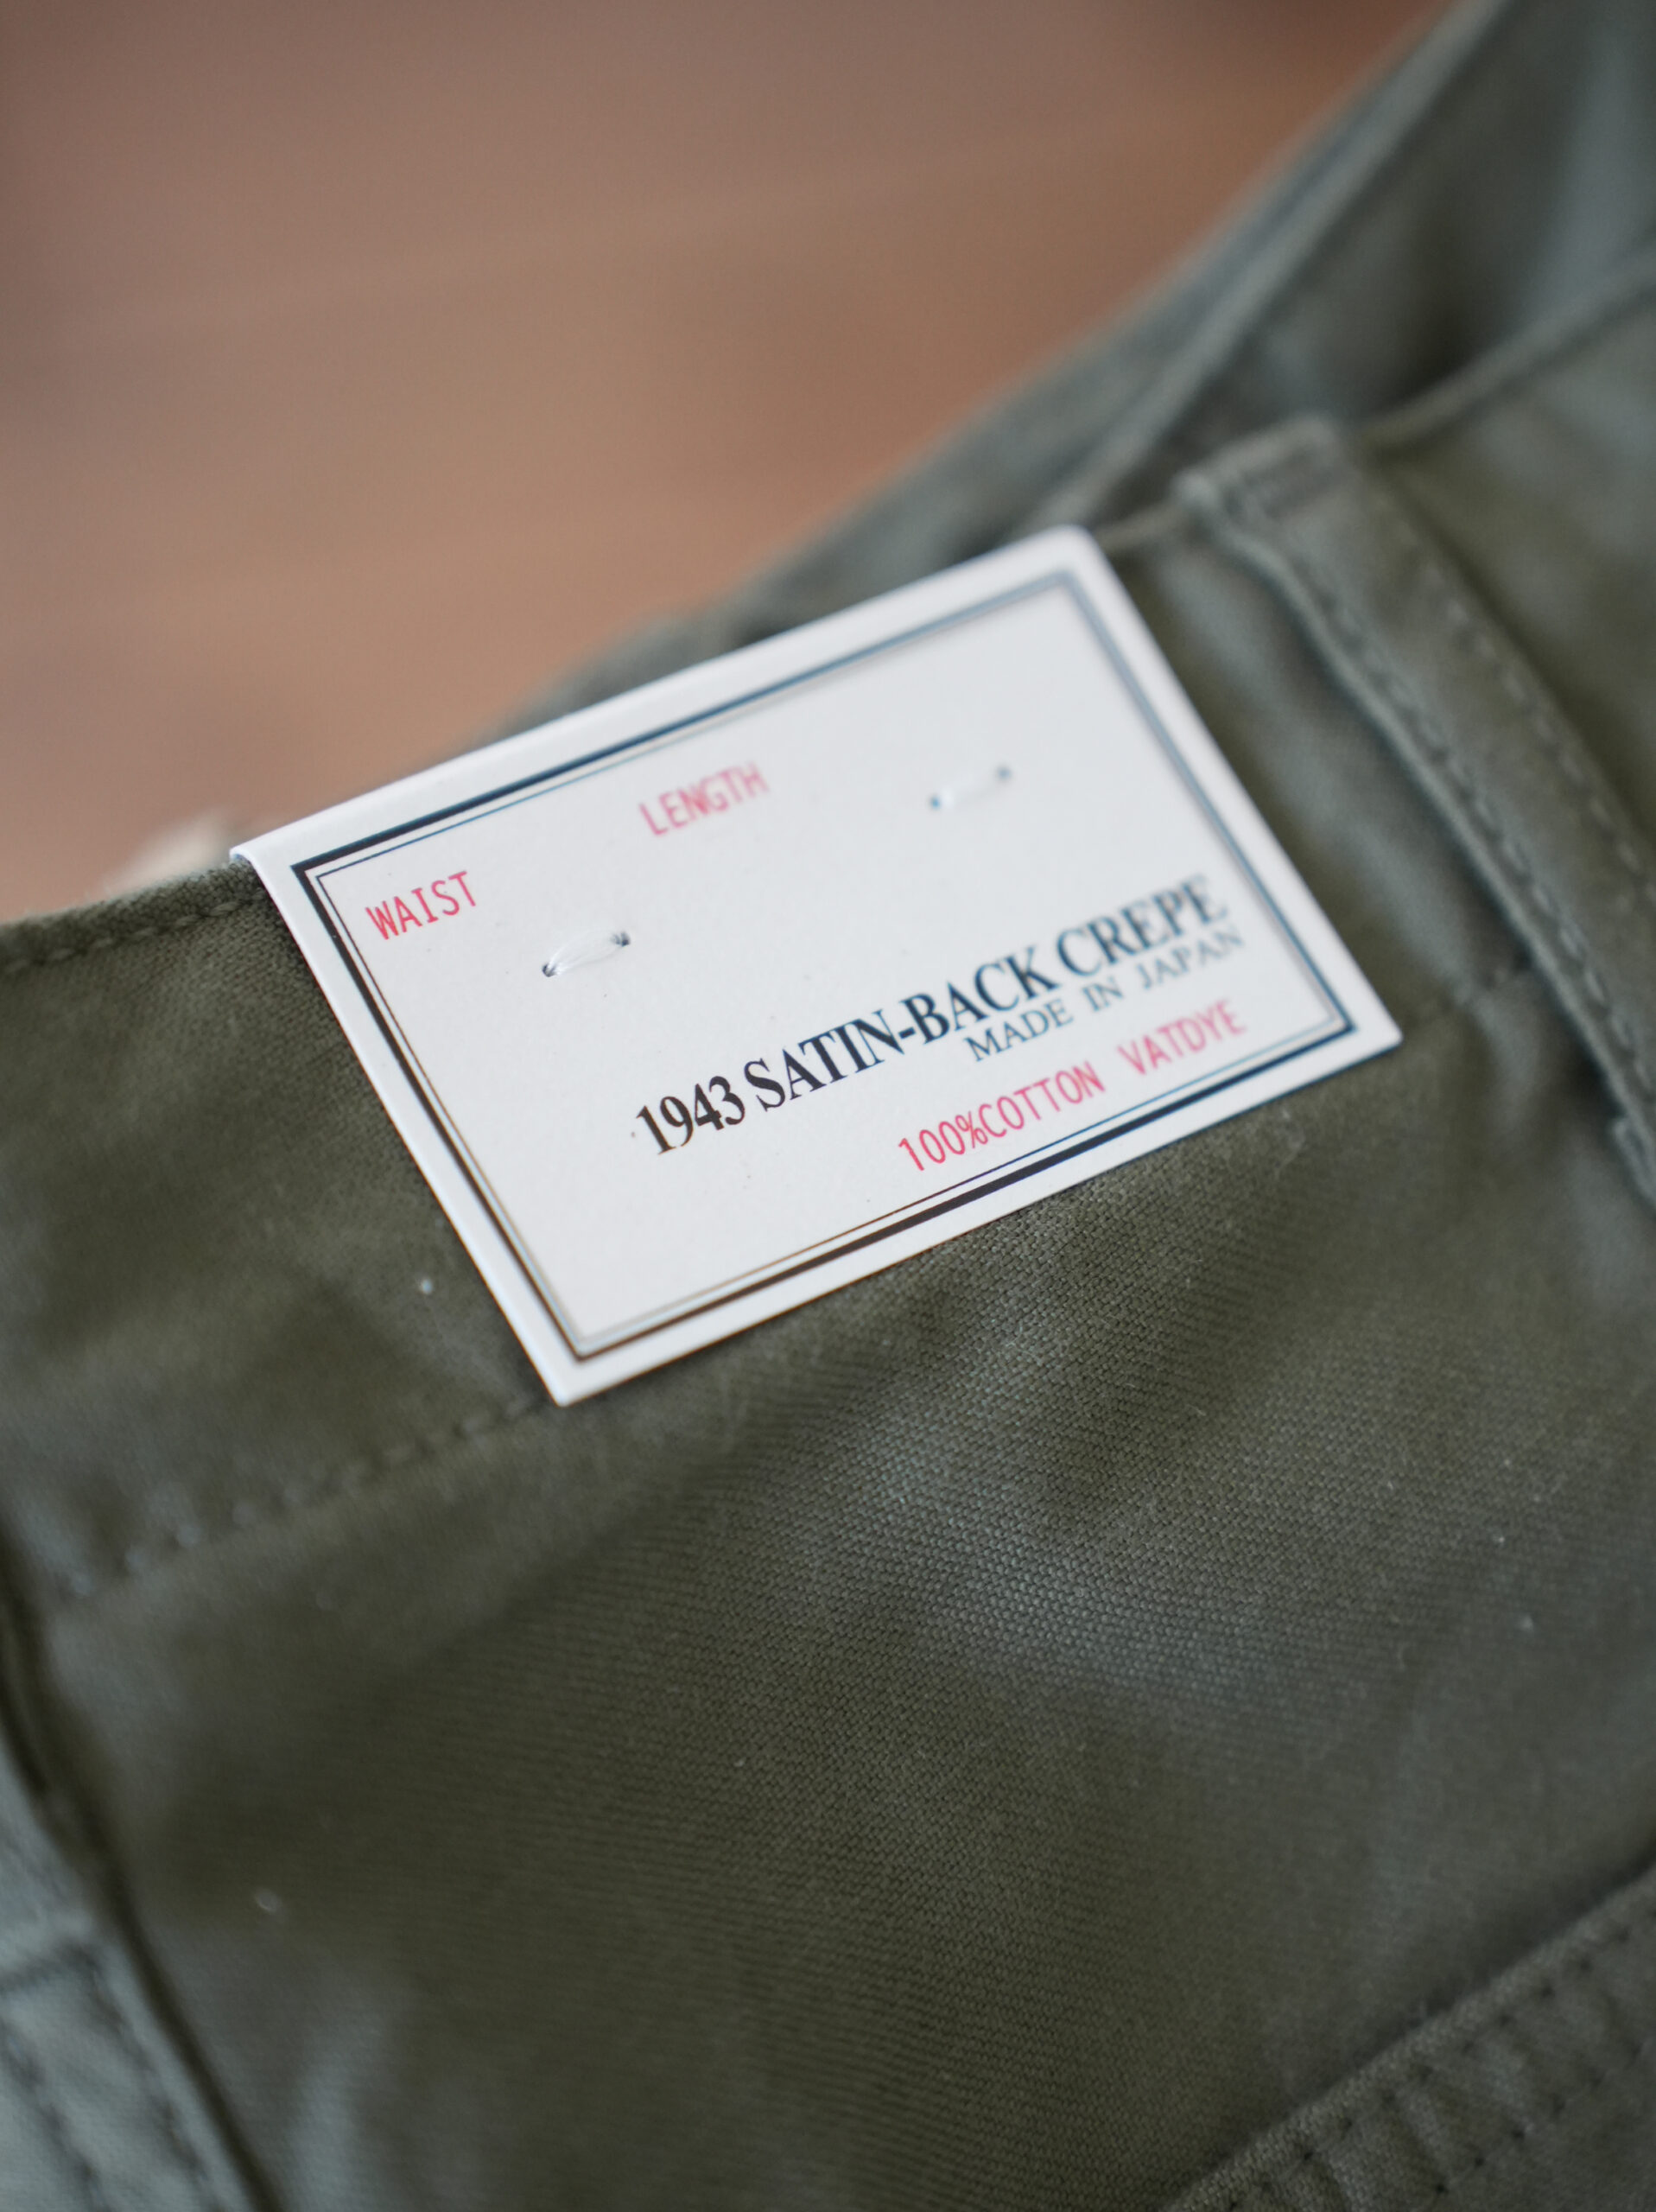 WAIST
LENGTH
1943 SATIN-BACK CREPE
MADE IN JAPAN
100%COTTON VATDYE